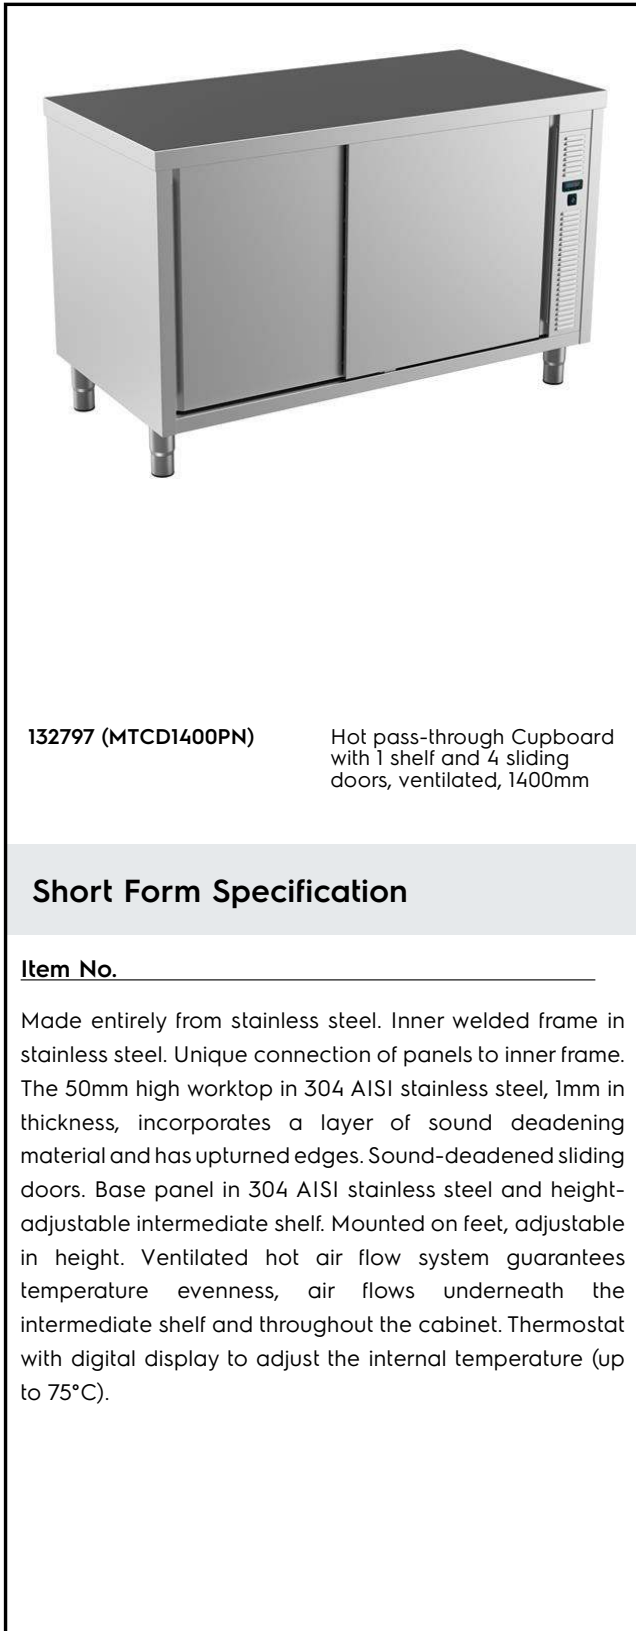 132797 (MTCD1400PN)
Hot pass-through Cupboard
with 1 shelf and 4 sliding
doors, ventilated, 1400mm
Short Form Specification
Item No.
Made entirely from stainless steel. Inner welded frame in
stainless steel. Unique connection of panels to inner frame.
The 50mm high worktop in 304 AISI stainless steel, 1mm in
thickness, incorporates a layer of sound deadening
material and has upturned edges. Sound-deadened sliding
doors. Base panel in 304 AISI stainless steel and height-
adjustable intermediate shelf. Mounted on feet, adjustable
in height. Ventilated hot air flow system guarantees
temperature evenness, air flows underneath the
intermediate shelf and throughout the cabinet. Thermostat
with digital display to adjust the internal temperature (up
to 75°C).